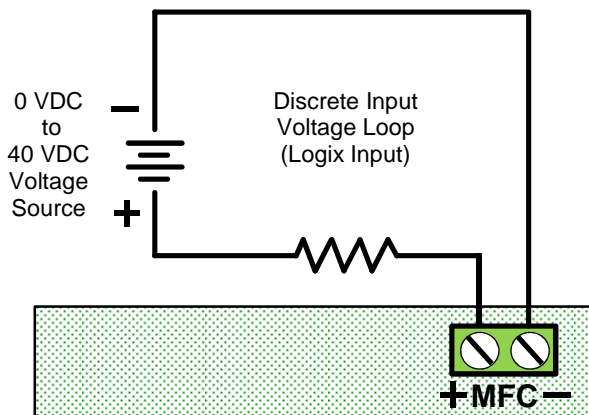 0 VDC
to
40 VDC
Voltage
Source
−
+
Discrete Input
Voltage Loop
(Logix Input)
+MFC−